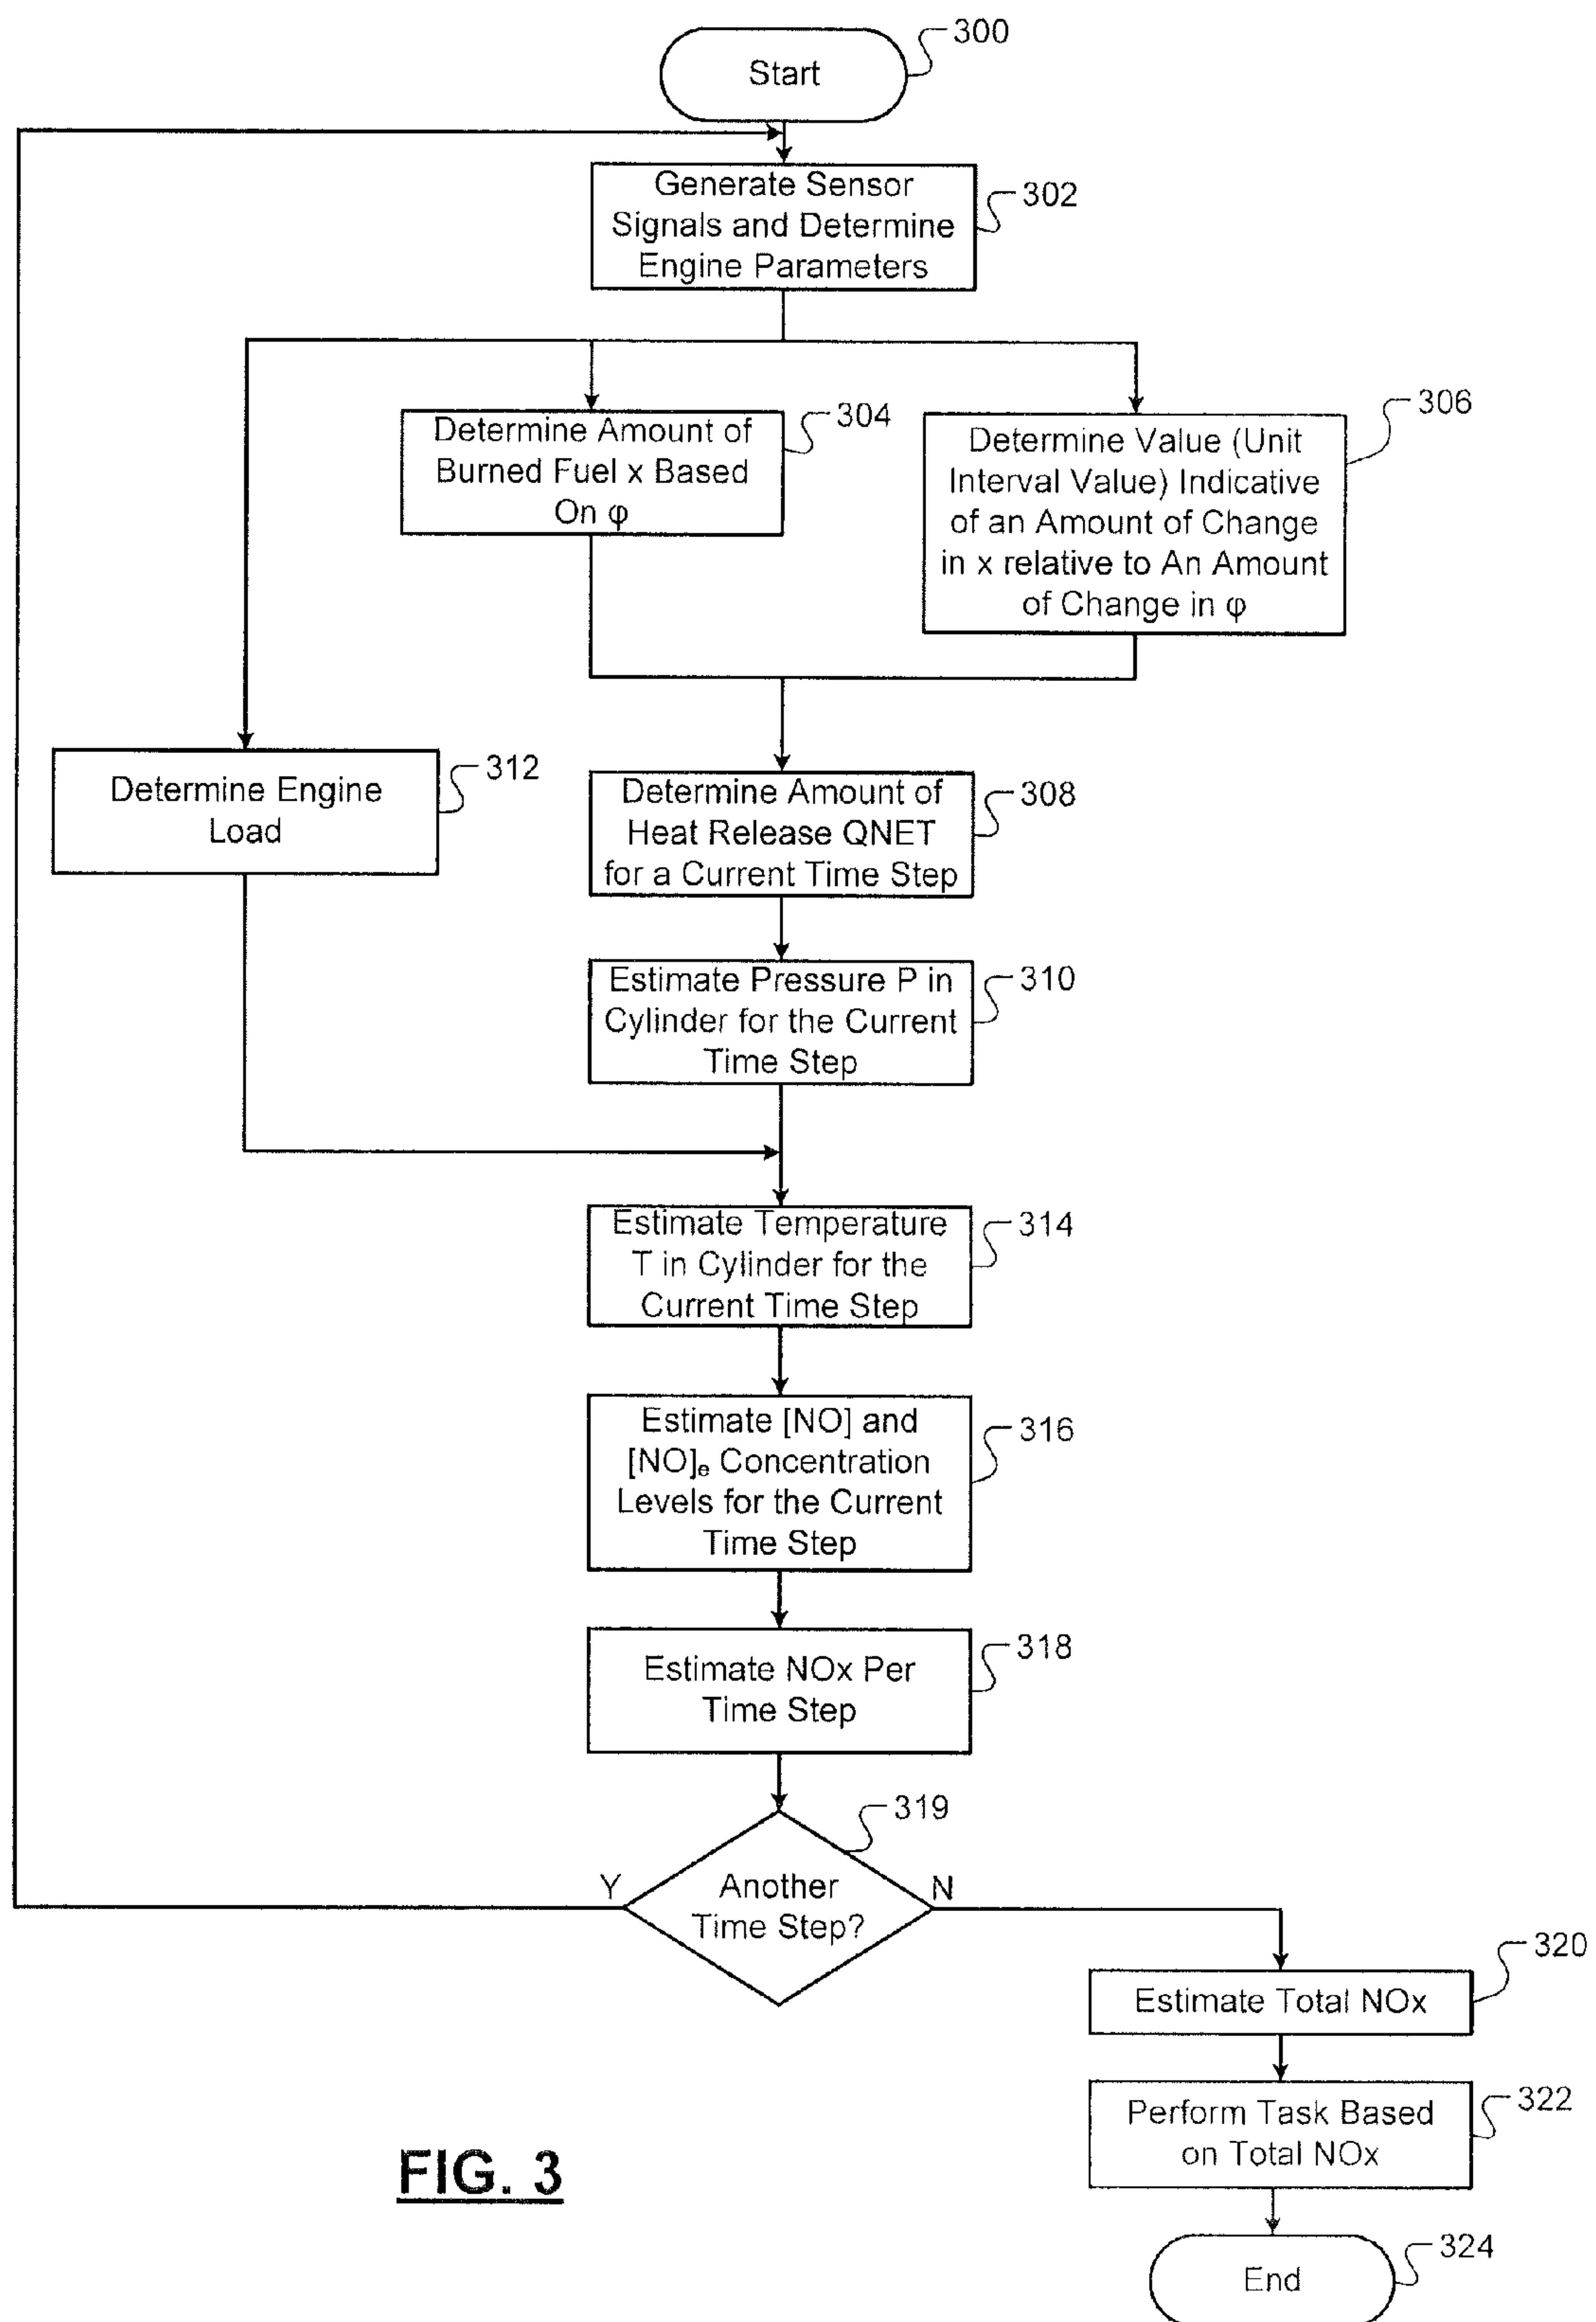 300
Start
Generate Sensor
Signals and Determine
Engine Parameters
302
Determine Amount of
Burned Fuel x Based
On φ
304
Determine Value (Unit
Interval Value) Indicative
of an Amount of Change
in x relative to An Amount
of Change in φ
306
Determine Engine
Load
312
Determine Amount of
Heat Release QNET
for a Current Time Step
308
Estimate Pressure P in
Cylinder for the Current
Time Step
310
Estimate Temperature
T in Cylinder for the
Current Time Step
314
Estimate [NO] and
[NO]ₑ Concentration
Levels for the Current
Time Step
316
Estimate NOx Per
Time Step
318
319
Y
Another
Time Step?
N
320
Estimate Total NOx
Perform Task Based
on Total NOx
322
FIG. 3
324
End